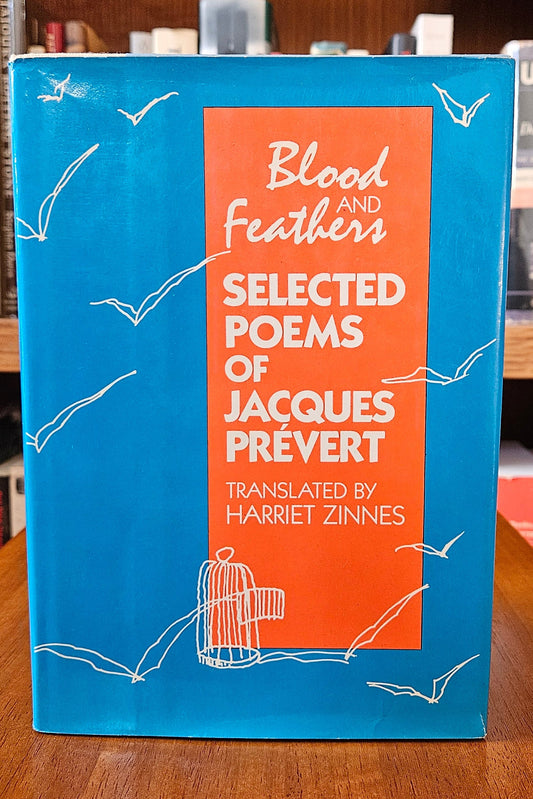 Blood
AND
Feathers
SELECTED
POEMS
OF
JACQUES
PRÉVERT
TRANSLATED BY
HARRIET ZINNES